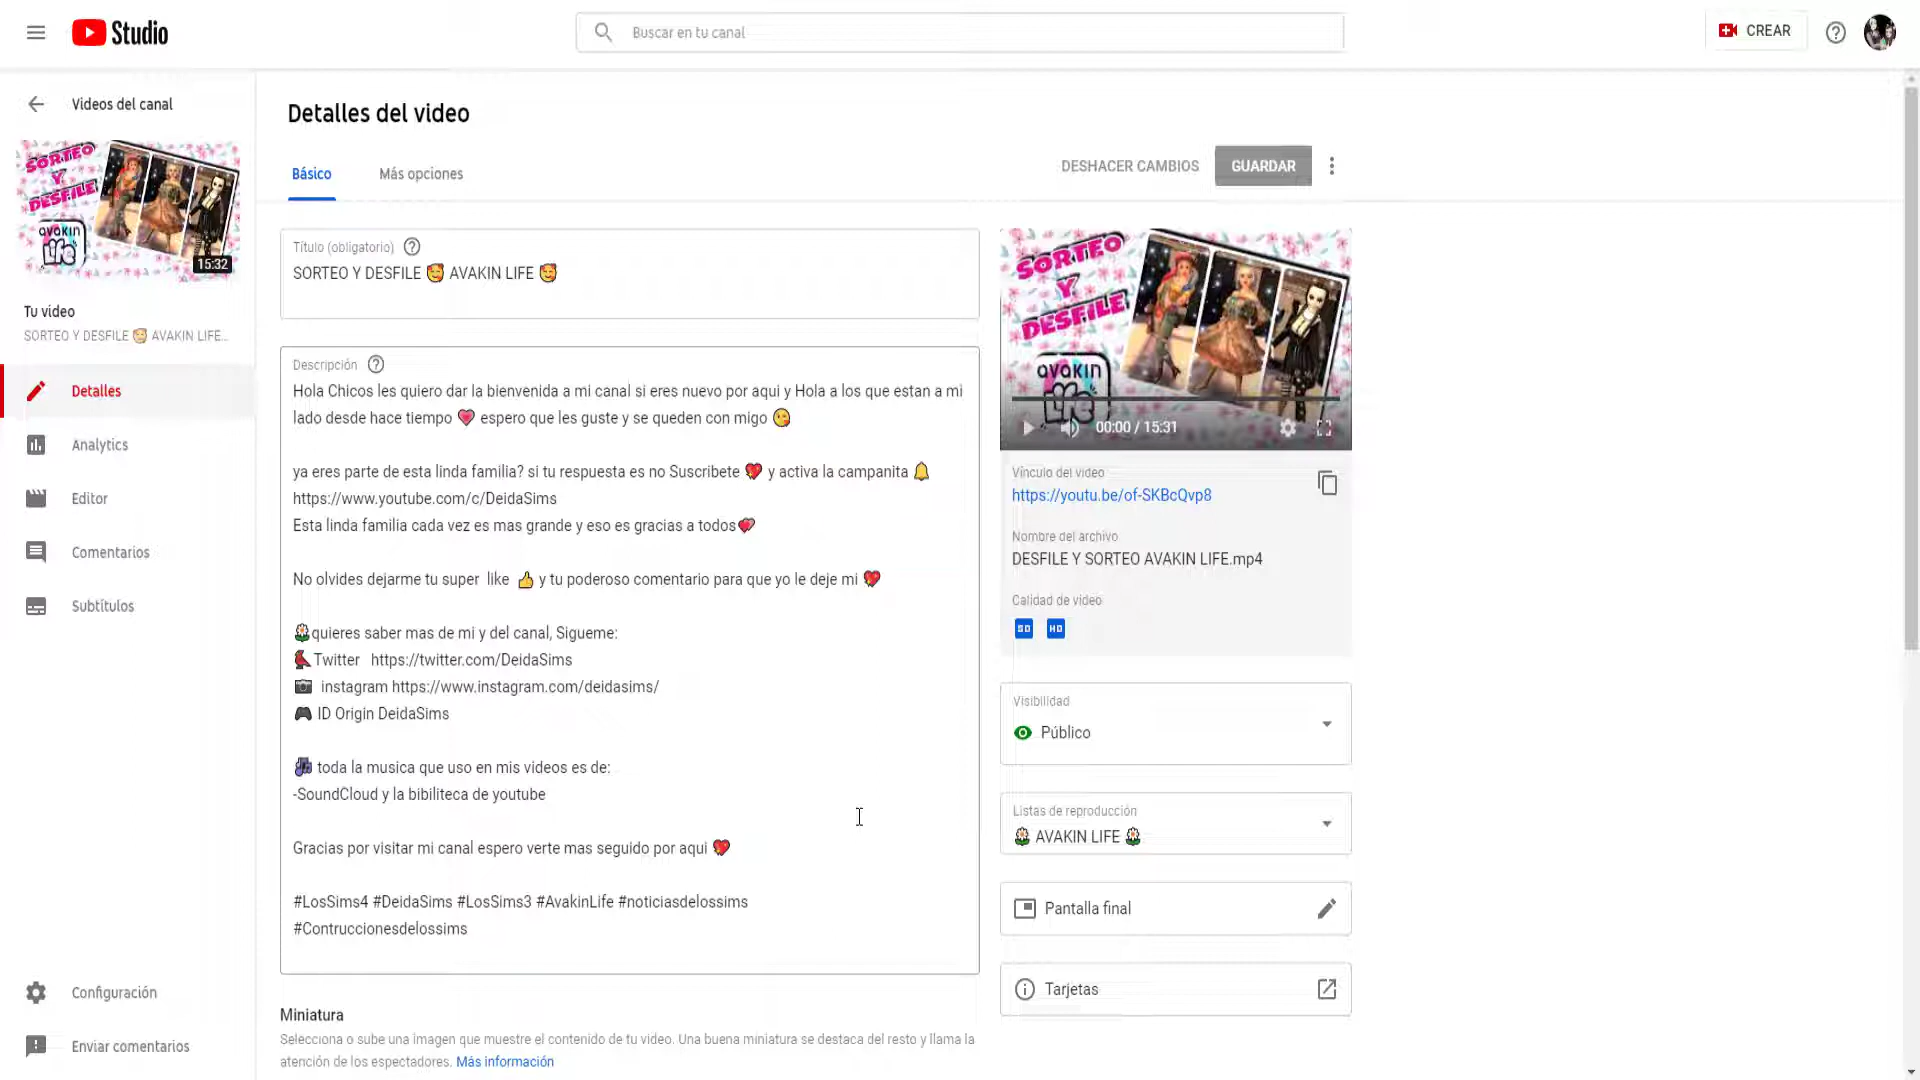 Studio
Buscar en tu canal
CREAR
Videos del canal
SORTEO
Y
DESFILE
avakin
Life
15:32
Tu video
SORTEO Y DESFILE 🥰 AVAKIN LIFE...
Detalles
Analytics
Editor
Comentarios
Subtítulos
Configuración
Enviar comentarios
Detalles del video
Básico
Más opciones
DESHACER CAMBIOS
GUARDAR
Título (obligatorio)
SORTEO Y DESFILE 🥰 AVAKIN LIFE 🥰
Descripción
Hola Chicos les quiero dar la bienvenida a mi canal si eres nuevo por aqui y Hola a los que estan a mi
lado desde hace tiempo 💗 espero que les guste y se queden con migo 😘
ya eres parte de esta linda familia? si tu respuesta es no Suscribete 💖 y activa la campanita 🔔
https://www.youtube.com/c/DeidaSims
Esta linda familia cada vez es mas grande y eso es gracias a todos💞
No olvides dejarme tu super like 👍 y tu poderoso comentario para que yo le deje mi 💖
quieres saber mas de mi y del canal, Sigueme:
Twitter https://twitter.com/DeidaSims
📷 instagram https://www.instagram.com/deidasims/
🎮 ID Origin DeidaSims
toda la musica que uso en mis videos es de:
-SoundCloud y la bibiliteca de youtube
Gracias por visitar mi canal espero verte mas seguido por aqui 💖
#LosSims4 #DeidaSims #LosSims3 #AvakinLife #noticiasdelossims
#Contruccionesdelossims
Miniatura
Selecciona o sube una imagen que muestre el contenido de tu video. Una buena miniatura se destaca del resto y llama la
atención de los espectadores. Más información
SORTEO
Y
DESFILE
avakin
Life
00:00 / 15:31
Vínculo del video
https://youtu.be/of-SKBcQvp8
Nombre del archivo
DESFILE Y SORTEO AVAKIN LIFE.mp4
Calidad de video
SD HD
Visibilidad
Público
Listas de reproducción
AVAKIN LIFE
Pantalla final
Tarjetas